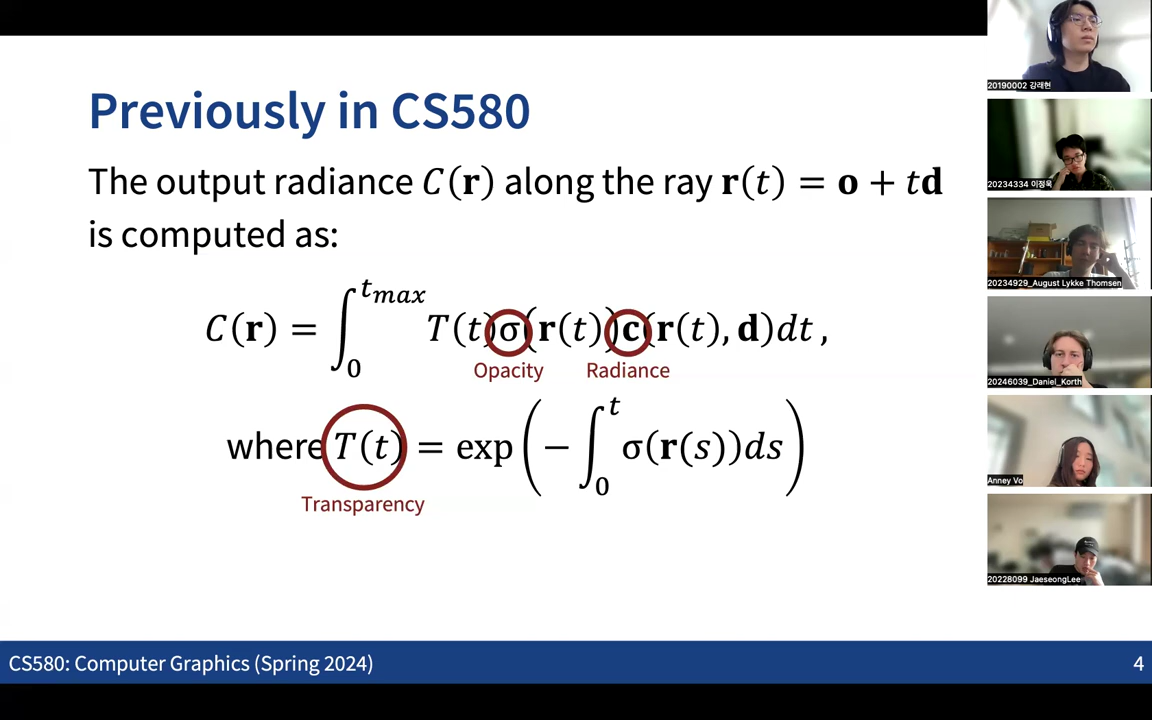 Previously in CS580
The output radiance C(𝐫) along the ray 𝐫(t) = 𝐨 + t𝐝
is computed as:
C(𝐫) = ∫₀^{t_{max}} T(t)σ(𝐫(t))𝐜(𝐫(t), 𝐝)dt ,
Opacity Radiance
where T(t) = exp(−∫₀^t σ(𝐫(s))ds)
Transparency
CS580: Computer Graphics (Spring 2024) 4
20190002 강래현
20234334 이정욱
20234929_August Lykke Thomsen
20246039_Daniel_Korth
Anney Vo
20228099 JaeseongLee